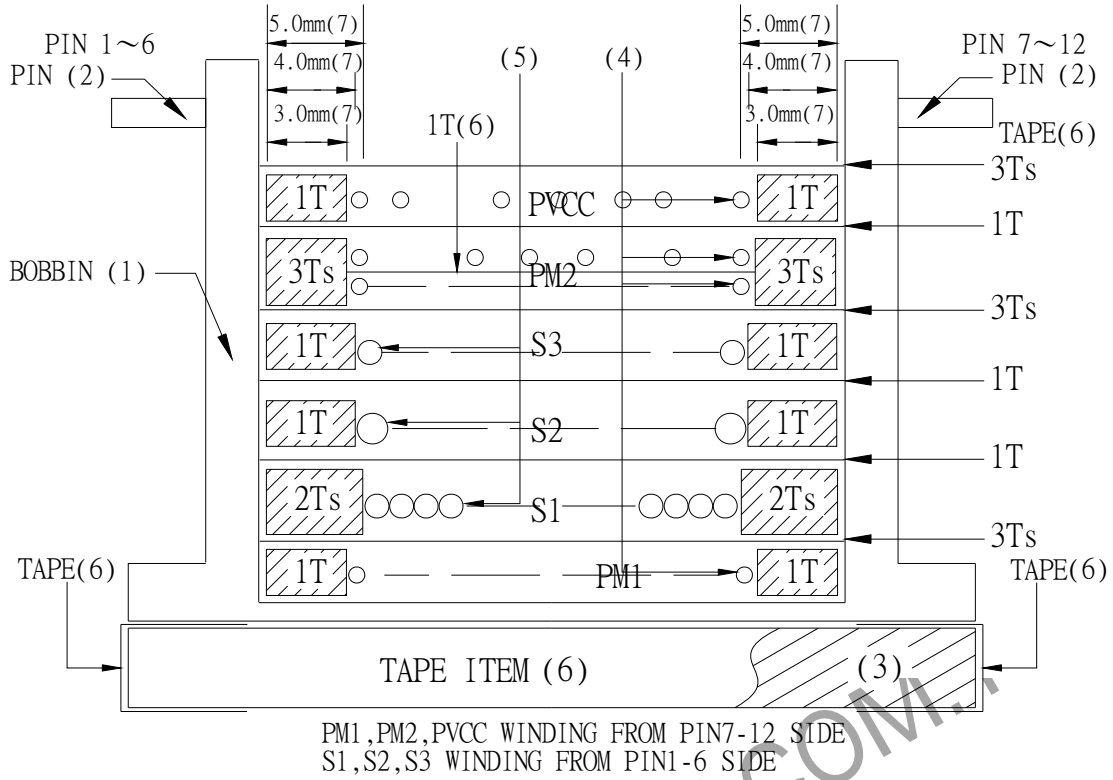 5.0mm(7)
5.0mm(7)
PIN 1～6
(5)
(4)
PIN 7～12
PIN (2)
4.0mm(7)
4.0mm(7)
PIN (2)
3.0mm(7)
1T(6)
3.0mm(7)
TAPE(6)
3Ts
1T
PVCC
1T
1T
BOBBIN (1)
3Ts
PM2
3Ts
3Ts
1T
S3
1T
1T
1T
S2
1T
1T
2Ts
S1
2Ts
3Ts
TAPE(6)
1T
PM1
1T
TAPE(6)
TAPE ITEM (6)
(3)
PM1,PM2,PVCC WINDING FROM PIN7-12 SIDE
S1,S2,S3 WINDING FROM PIN1-6 SIDE